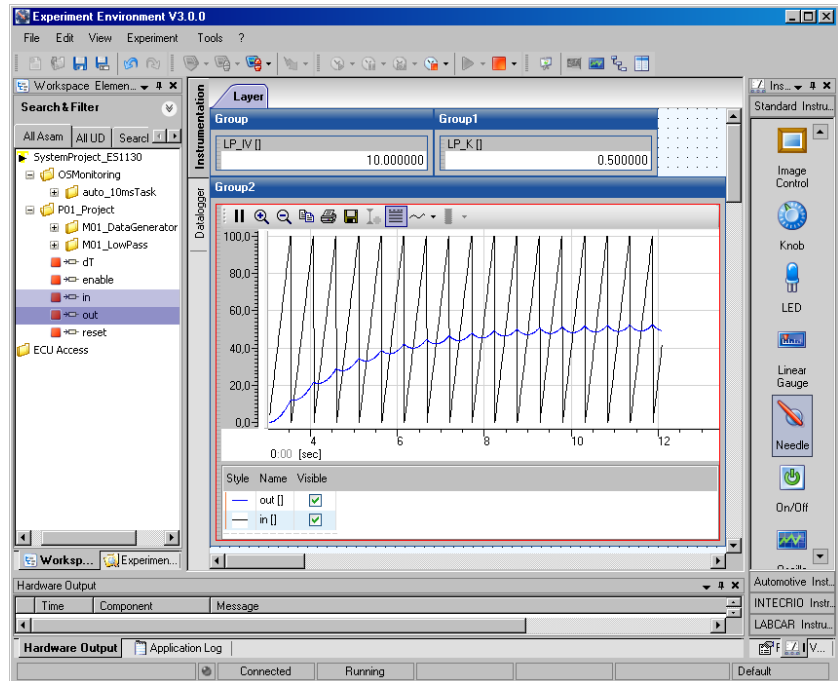 Experiment Environment V3.0.0
File Edit View Experiment Tools ?
Workspace Elemen...
Search & Filter
All Asam All UD Searcl
SystemProject_ES1130
OSMonitoring
auto_10msTask
P01_Project
M01_DataGenerator
M01_LowPass
dT
enable
in
out
reset
ECU Access
Worksp... Experimen...
Instrumentation
Datalogger
Layer
Group Group1
LP_IV [] LP_K []
10.000000 0.500000
Group2
100,0
80,0
60,0
40,0
20,0
0,0
4 6 8 10 12
0:00 [sec]
Style Name Visible
out []
in []
Ins...
Standard Instru...
Image
Control
Knob
LED
Linear
Gauge
Needle
On/Off
Automotive Inst...
INTECRIO Instr...
LABCAR Instru...
F I V...
Hardware Output
Time Component Message
Hardware Output Application Log
Connected Running Default